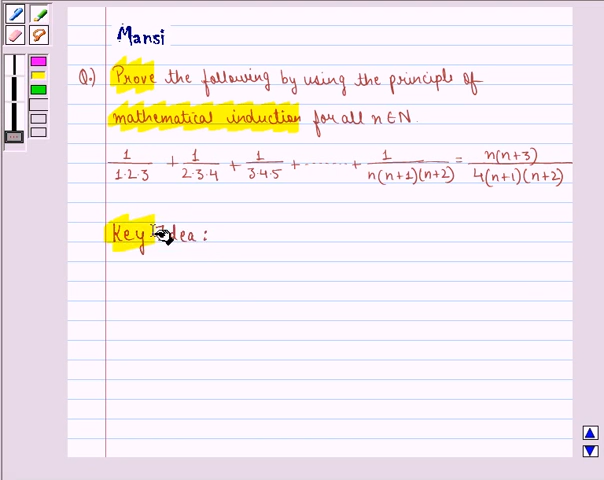 Mansi
Q.) Prove the following by using the principle of
mathematical induction for all n∈N.
1/1·2·3 + 1/2·3·4 + 1/3·4·5 + ........ + 1/n(n+1)(n+2) = n(n+3)/4(n+1)(n+2)
Key Idea: